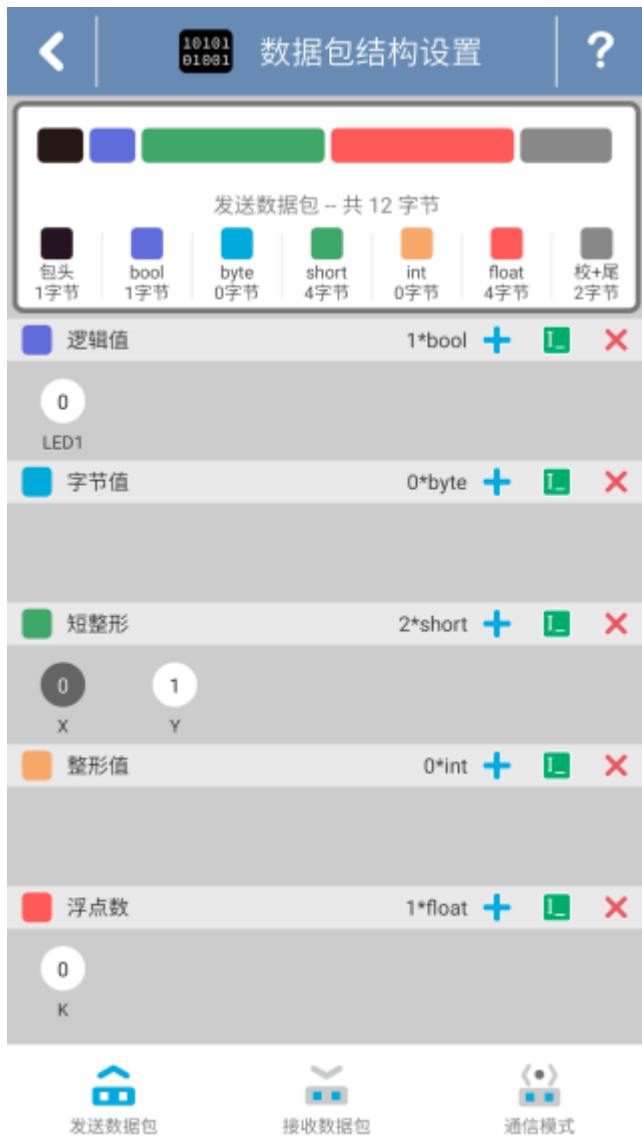 10101
01001
数据包结构设置
?
发送数据包 -- 共 12 字节
包头 bool byte short int float 校+尾
1字节 1字节 0字节 4字节 0字节 4字节 2字节
逻辑值 1*bool
0
LED1
字节值 0*byte
短整形 2*short
0 1
X Y
整形值 0*int
浮点数 1*float
0
K
发送数据包 接收数据包 通信模式